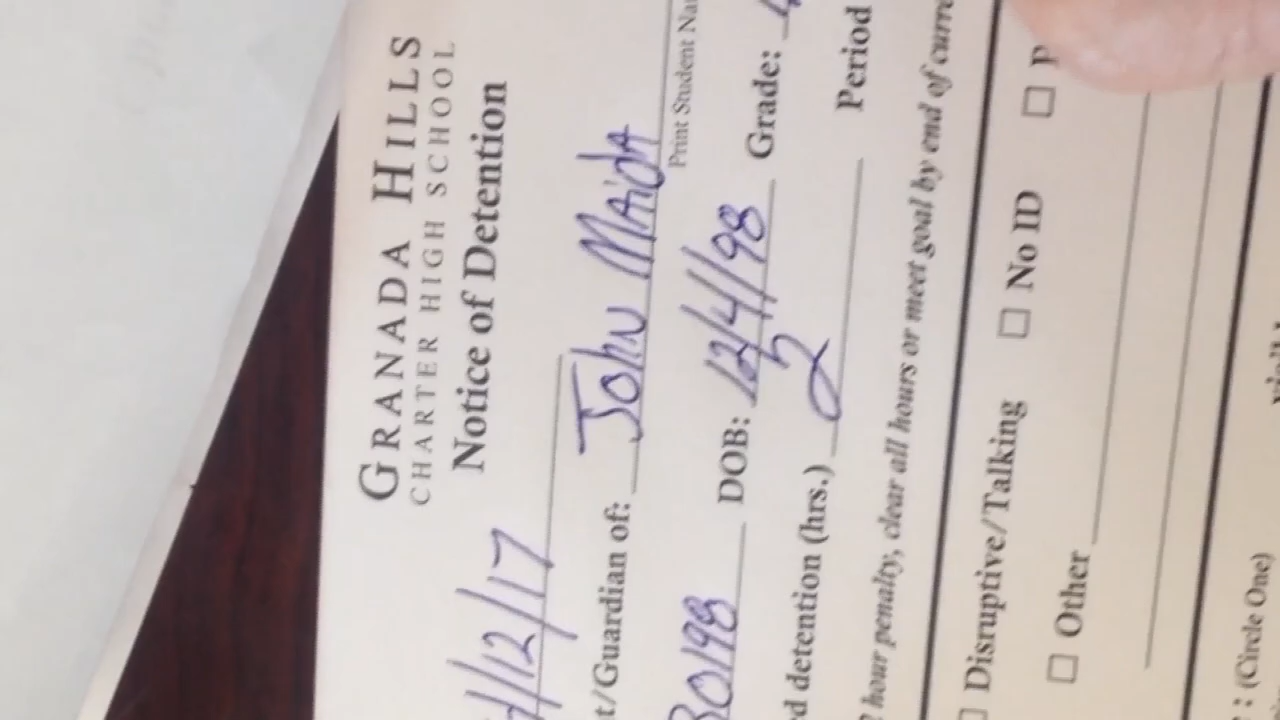 GRANADA HILLS
CHARTER HIGH SCHOOL
Notice of Detention
/12/17
t/Guardian of: John Maida
Print Student Na
30198 DOB: 12/4/98 Grade:
d detention (hrs.) 2 Period
hour penalty, clear all hours or meet goal by end of curre
☐ Disruptive/Talking ☐ No ID ☐ P
☐ Other
: (Circle One)